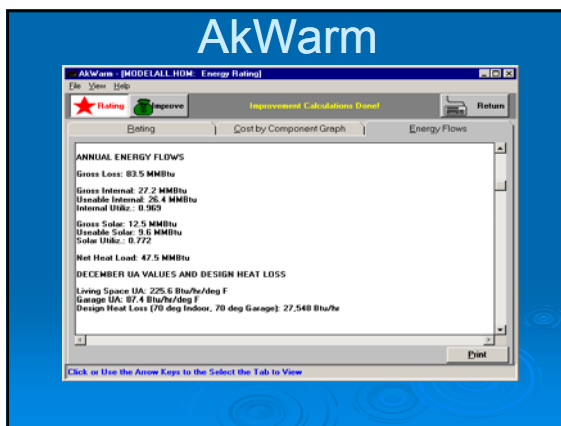 AkWarm
AkWarm - [MODELALL.HOM: Energy Rating]
File View Help
Rating Improve Improvement Calculations Done! Return
Rating Cost by Component Graph Energy Flows
ANNUAL ENERGY FLOWS
Gross Loss: 83.5 MMBtu
Gross Internal: 27.2 MMBtu
Useable Internal: 26.4 MMBtu
Internal Utiliz.: 0.969
Gross Solar: 12.5 MMBtu
Useable Solar: 9.6 MMBtu
Solar Utiliz.: 0.772
Net Heat Load: 47.5 MMBtu
DECEMBER UA VALUES AND DESIGN HEAT LOSS
Living Space UA: 225.6 Btu/hr/deg F
Garage UA: 87.4 Btu/hr/deg F
Design Heat Loss (70 deg Indoor, 70 deg Garage): 27,548 Btu/hr
Print
Click or Use the Arrow Keys to the Select the Tab to View